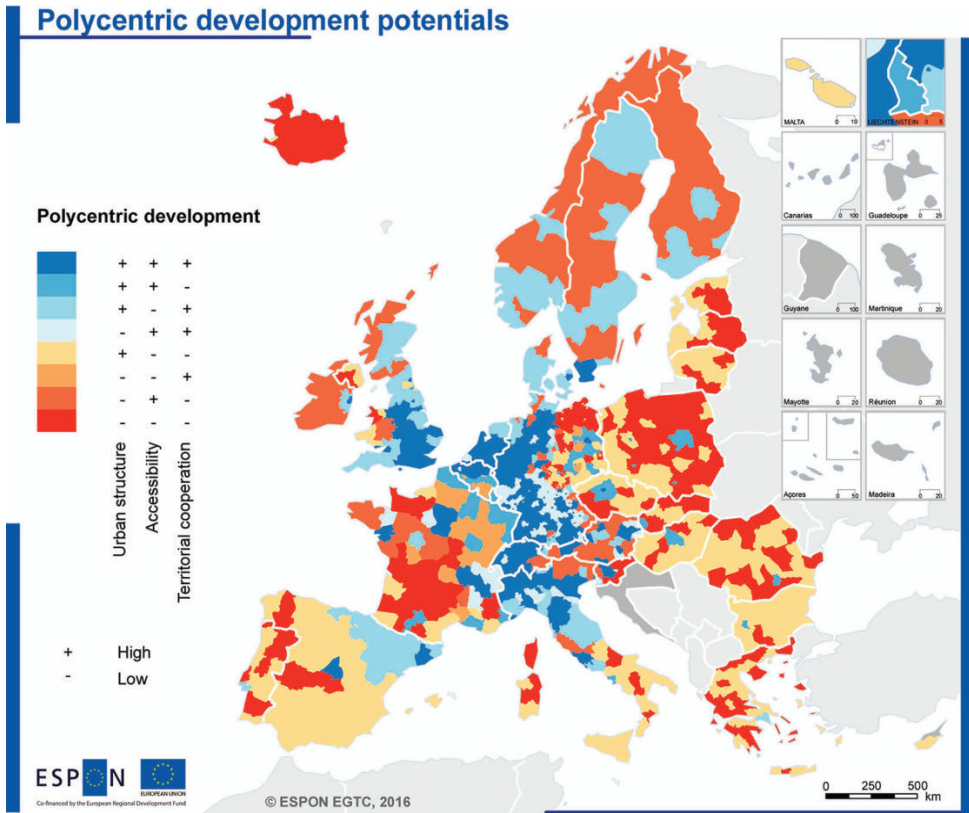 Polycentric development potentials
MALTA 0 10
LIECHTENSTEIN 0 5
Canarias 0 100
Guadeloupe 0 25
Guyane 0 100
Martinique 0 20
Mayotte 0 20
Réunion 0 20
Açores 0 50
Madeira 0 20
Polycentric development
+ + +
+ + -
+ - +
- + +
+ - -
- - +
- + -
- - -
Urban structure
Accessibility
Territorial cooperation
+ High
- Low
ESPON
EUROPEAN UNION
Co-financed by the European Regional Development Fund
© ESPON EGTC, 2016
0 250 500
km